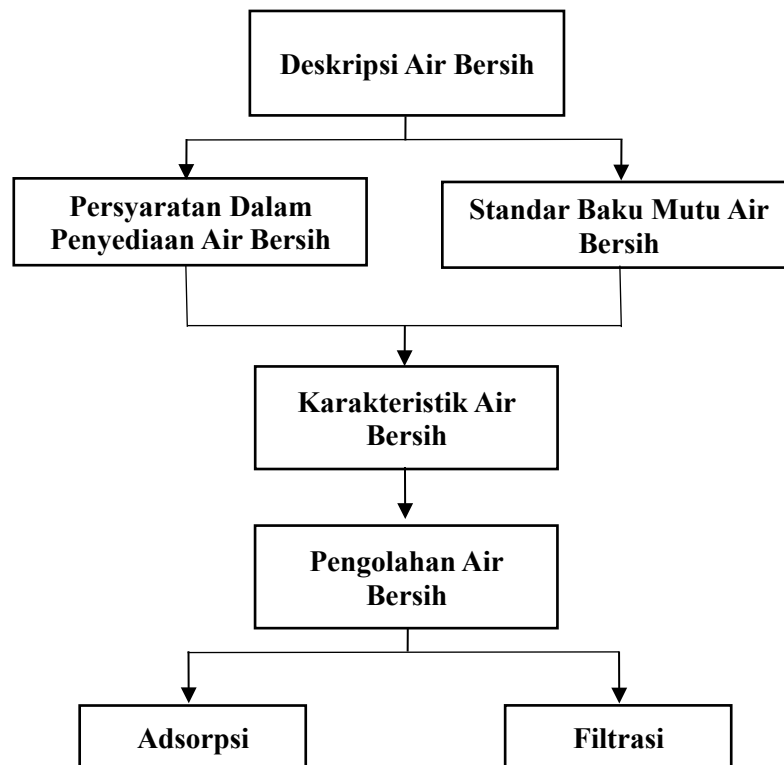 Deskripsi Air Bersih
Persyaratan Dalam
Penyediaan Air Bersih
Standar Baku Mutu Air
Bersih
Karakteristik Air
Bersih
Pengolahan Air
Bersih
Adsorpsi
Filtrasi